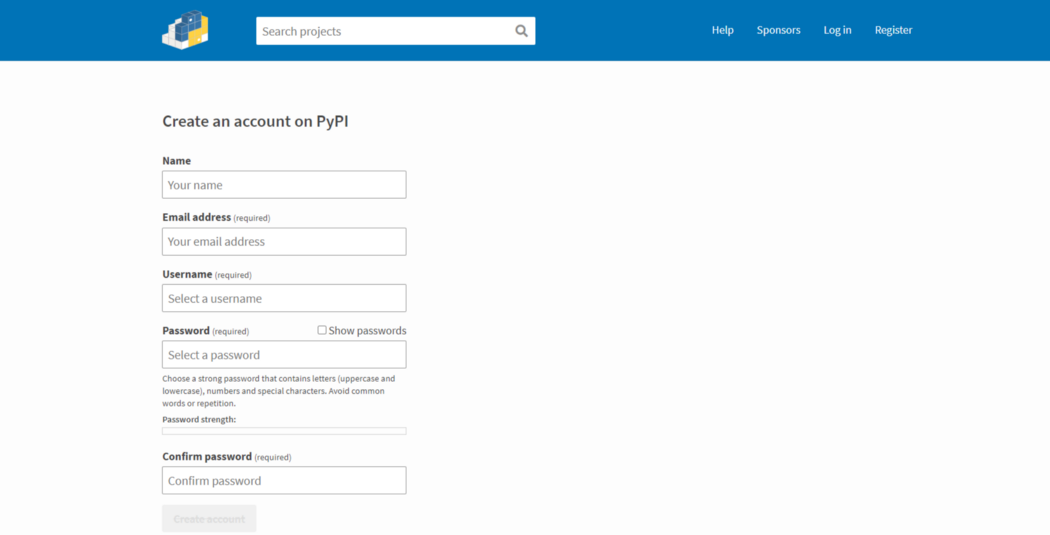 Search projects
Help Sponsors Log in Register
Create an account on PyPI
Name
Your name
Email address (required)
Your email address
Username (required)
Select a username
Password (required) Show passwords
Select a password
Choose a strong password that contains letters (uppercase and
lowercase), numbers and special characters. Avoid common
words or repetition.
Password strength:
Confirm password (required)
Confirm password
Create account